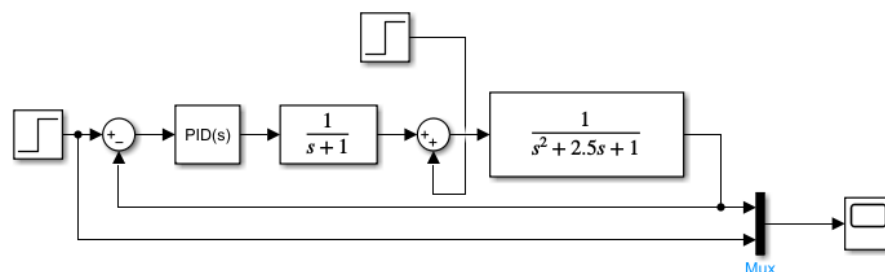 PID(s)
1
s + 1
1
s² + 2.5s + 1
+
−
+
+
Mux